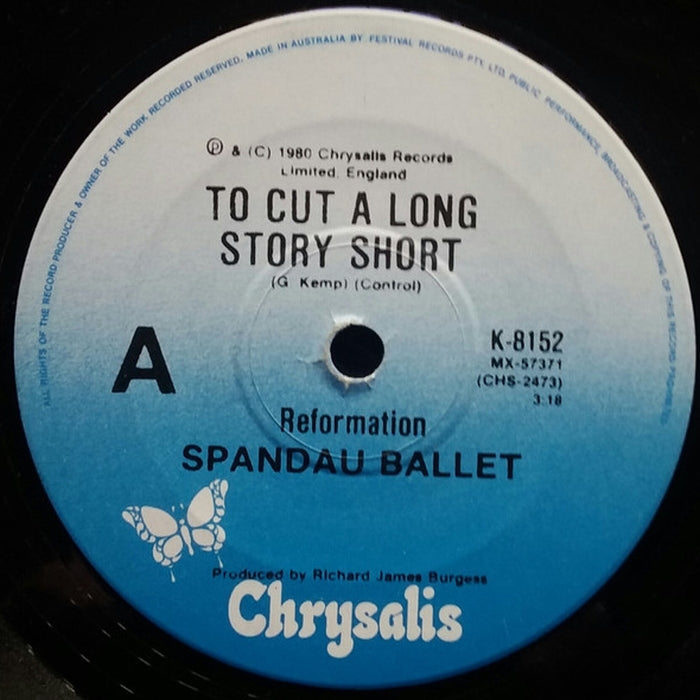 ALL RIGHTS OF THE RECORD PRODUCER & OWNER OF THE WORK RECORDED RESERVED. MADE IN AUSTRALIA BY FESTIVAL RECORDS PTY. LTD. PUBLIC PERFORMANCE, BROADCASTING & COPYING OF THIS RECORD PROHIBITED
Ⓟ & (C) 1980 Chrysalis Records
Limited, England
TO CUT A LONG
STORY SHORT
(G. Kemp) (Control)
A
K-8152
MX-57371
(CHS-2473)
3:18
Reformation
SPANDAU BALLET
Produced by Richard James Burgess
Chrysalis